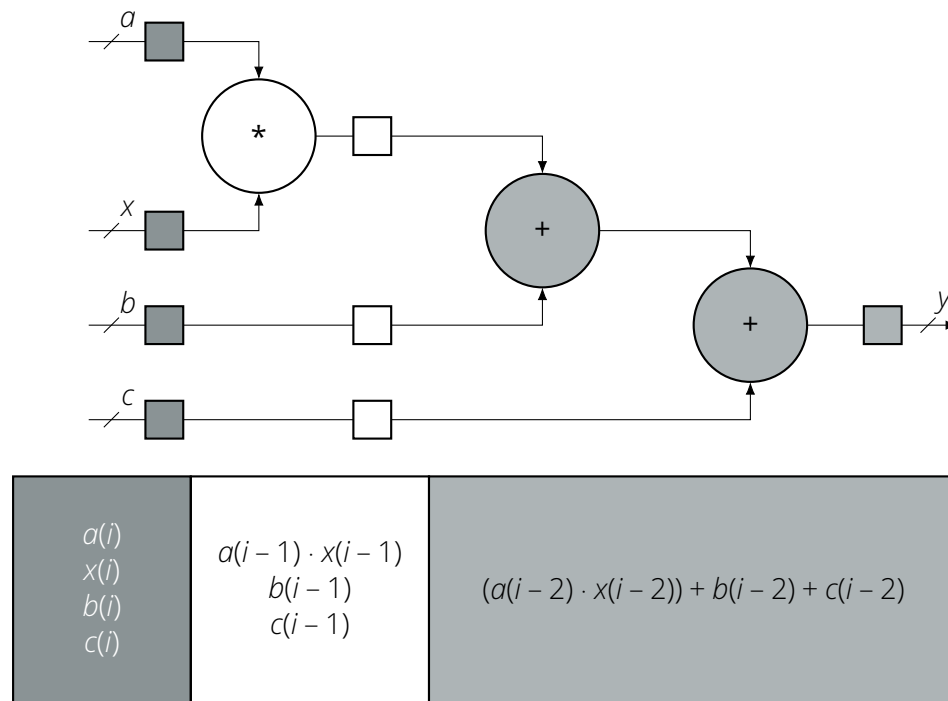 a
*
x
+
b
+
y
c
a(i)
x(i)
b(i)
c(i)
a(i – 1) · x(i – 1)
b(i – 1)
c(i – 1)
(a(i – 2) · x(i – 2)) + b(i – 2) + c(i – 2)